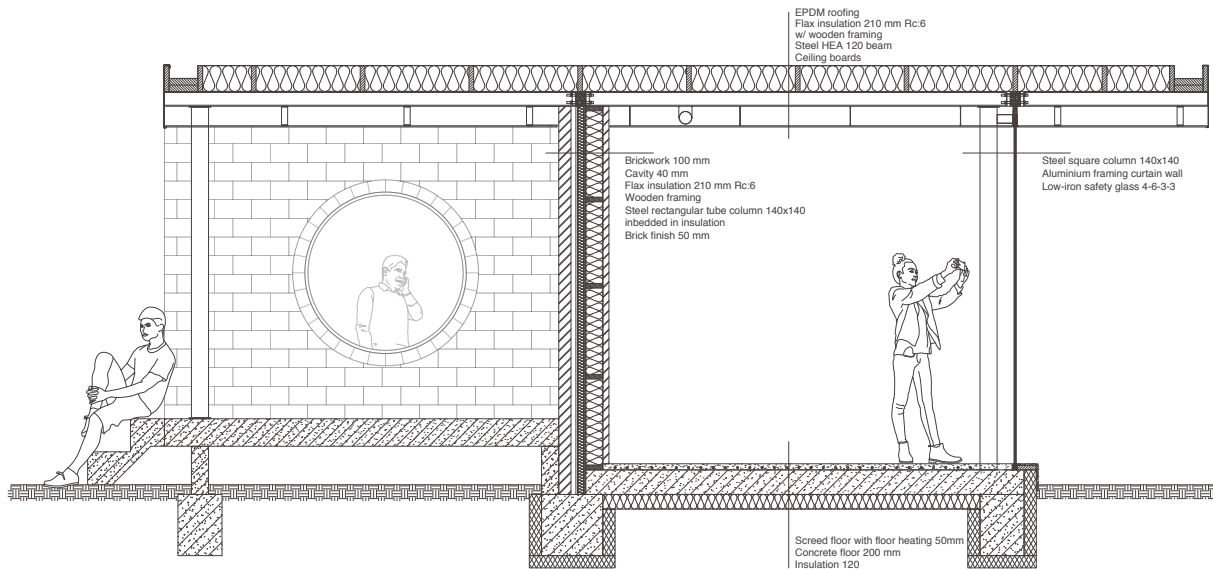 EPDM roofing
Flax insulation 210 mm Rc:6
w/ wooden framing
Steel HEA 120 beam
Ceiling boards
Brickwork 100 mm
Cavity 40 mm
Flax insulation 210 mm Rc:6
Wooden framing
Steel rectangular tube column 140x140
inbedded in insulation
Brick finish 50 mm
Steel square column 140x140
Aluminium framing curtain wall
Low-iron safety glass 4-6-3-3
Screed floor with floor heating 50mm
Concrete floor 200 mm
Insulation 120